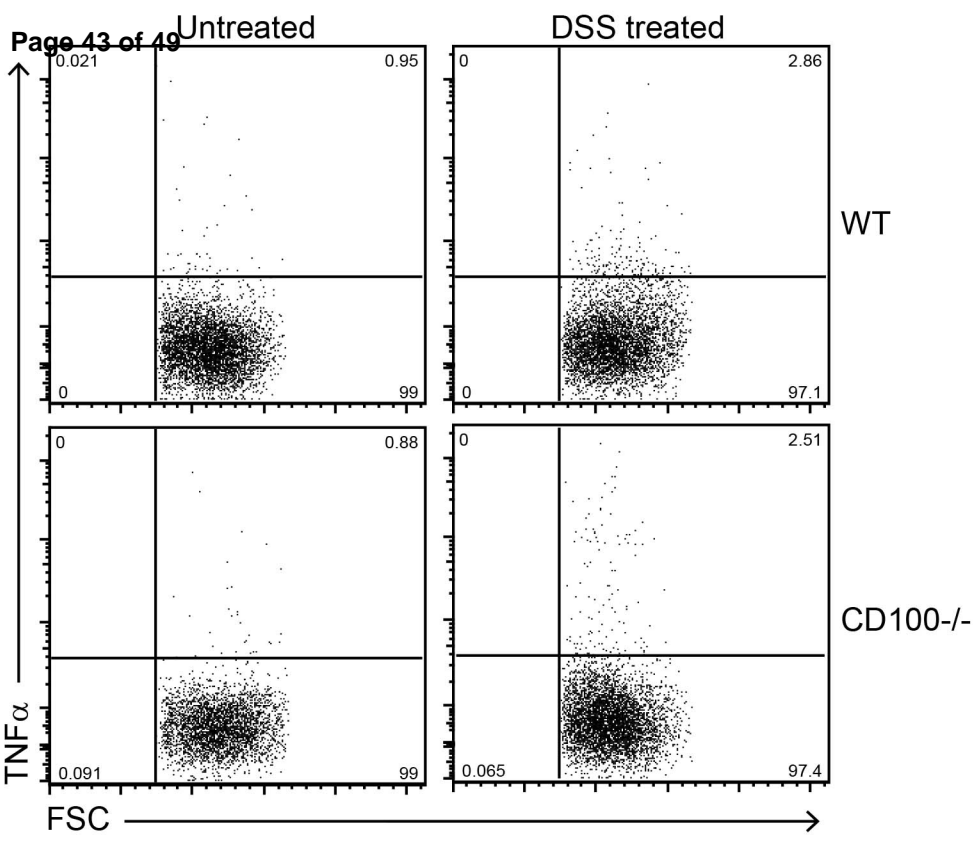 Untreated DSS treated
Page 43 of 49
0.021 0.95 0 2.86
WT
0 99 0 97.1
0 0.88 0 2.51
CD100-/-
TNFα
0.091 99 0.065 97.4
FSC